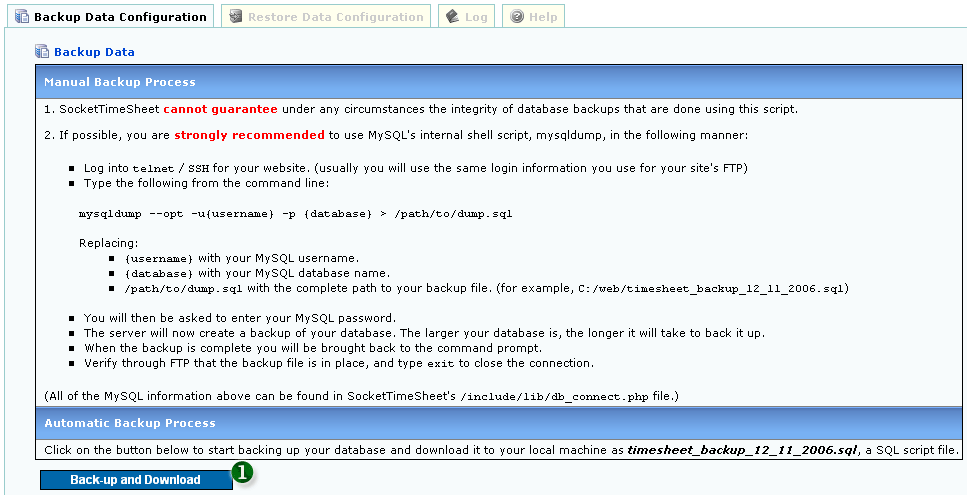 Backup Data Configuration Restore Data Configuration Log Help
Backup Data
Manual Backup Process
1. SocketTimeSheet cannot guarantee under any circumstances the integrity of database backups that are done using this script.
2. If possible, you are strongly recommended to use MySQL's internal shell script, mysqldump, in the following manner:
Log into telnet / SSH for your website. (usually you will use the same login information you use for your site's FTP)
Type the following from the command line:
mysqldump --opt -u{username} -p {database} > /path/to/dump.sql
Replacing:
{username} with your MySQL username.
{database} with your MySQL database name.
/path/to/dump.sql with the complete path to your backup file. (for example, C:/web/timesheet_backup_12_11_2006.sql)
You will then be asked to enter your MySQL password.
The server will now create a backup of your database. The larger your database is, the longer it will take to back it up.
When the backup is complete you will be brought back to the command prompt.
Verify through FTP that the backup file is in place, and type exit to close the connection.
(All of the MySQL information above can be found in SocketTimeSheet's /include/lib/db_connect.php file.)
Automatic Backup Process
Click on the button below to start backing up your database and download it to your local machine as timesheet_backup_12_11_2006.sql, a SQL script file.
Back-up and Download 1